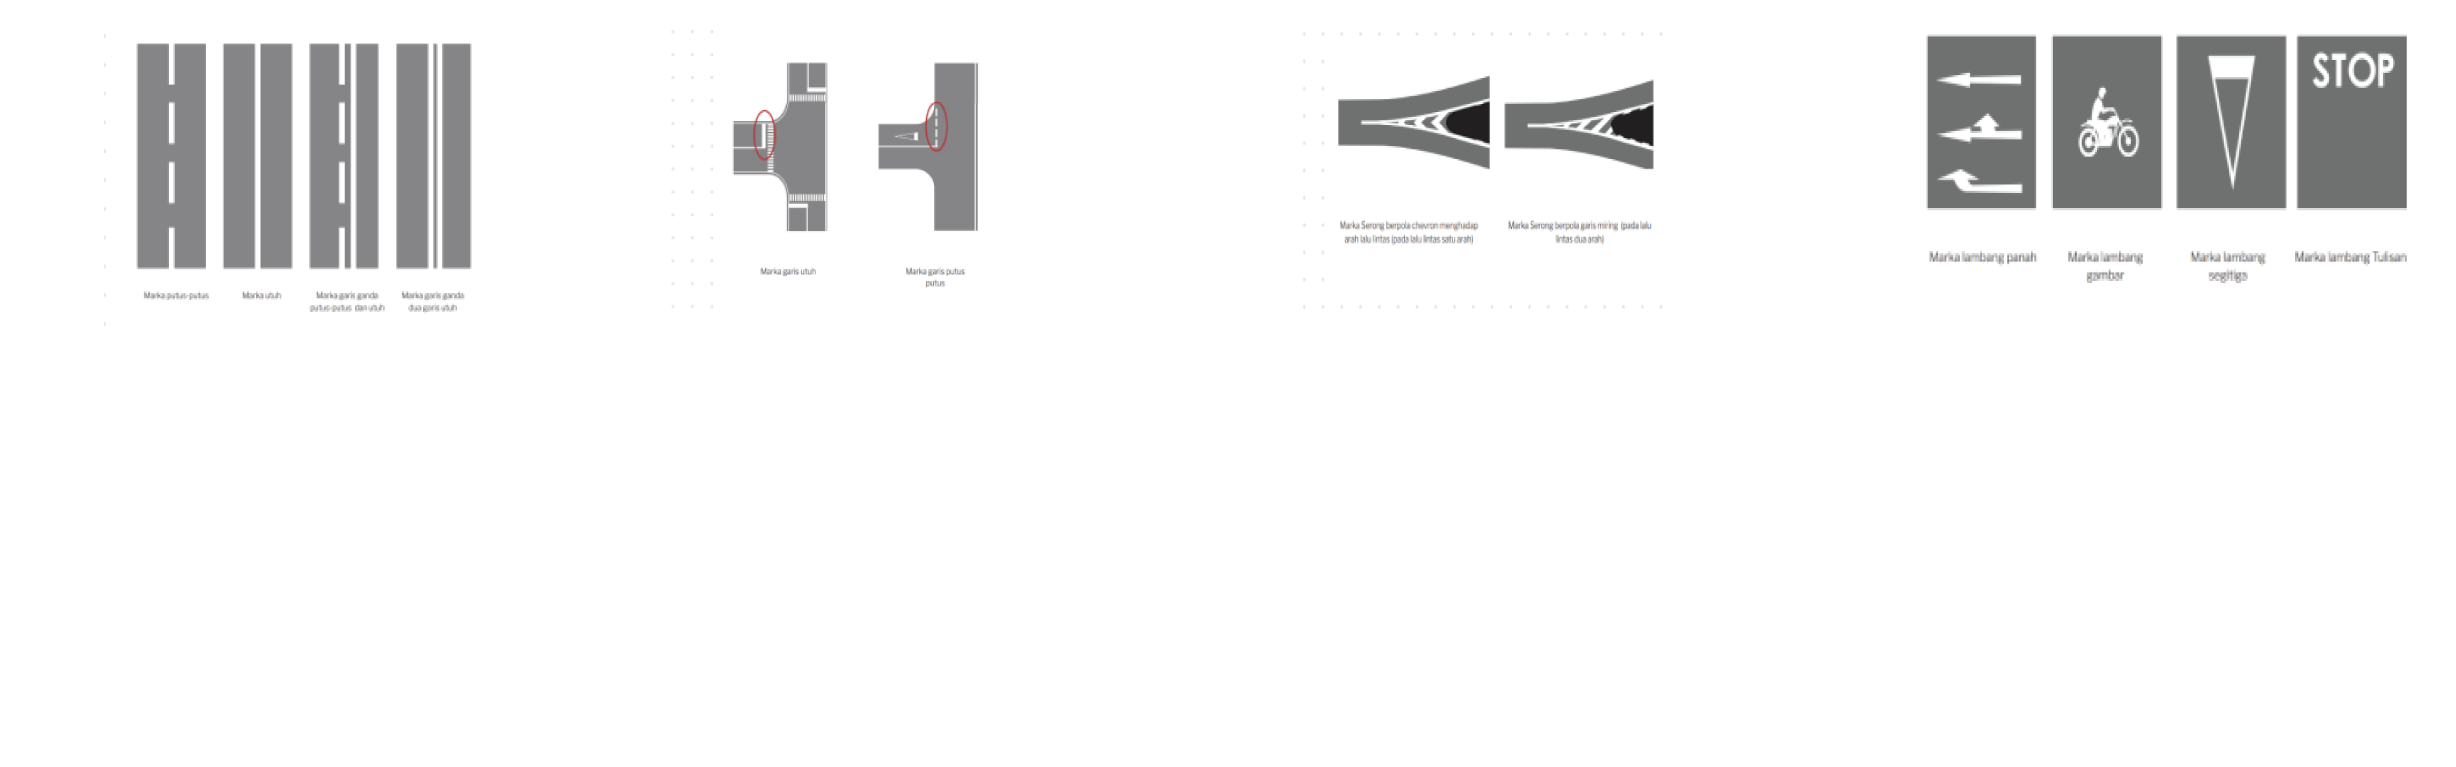 Marka putus-putus
Marka utuh
Marka garis ganda
putus-putus dan utuh
Marka garis ganda
dua garis utuh
Marka garis utuh
Marka garis putus
putus
Marka Serong berpola chevron menghadap
arah lalu lintas (pada lalu lintas satu arah)
Marka Serong berpola garis miring (pada lalu
lintas dua arah)
STOP
Marka lambang panah
Marka lambang
gambar
Marka lambang
segitiga
Marka lambang Tulisan